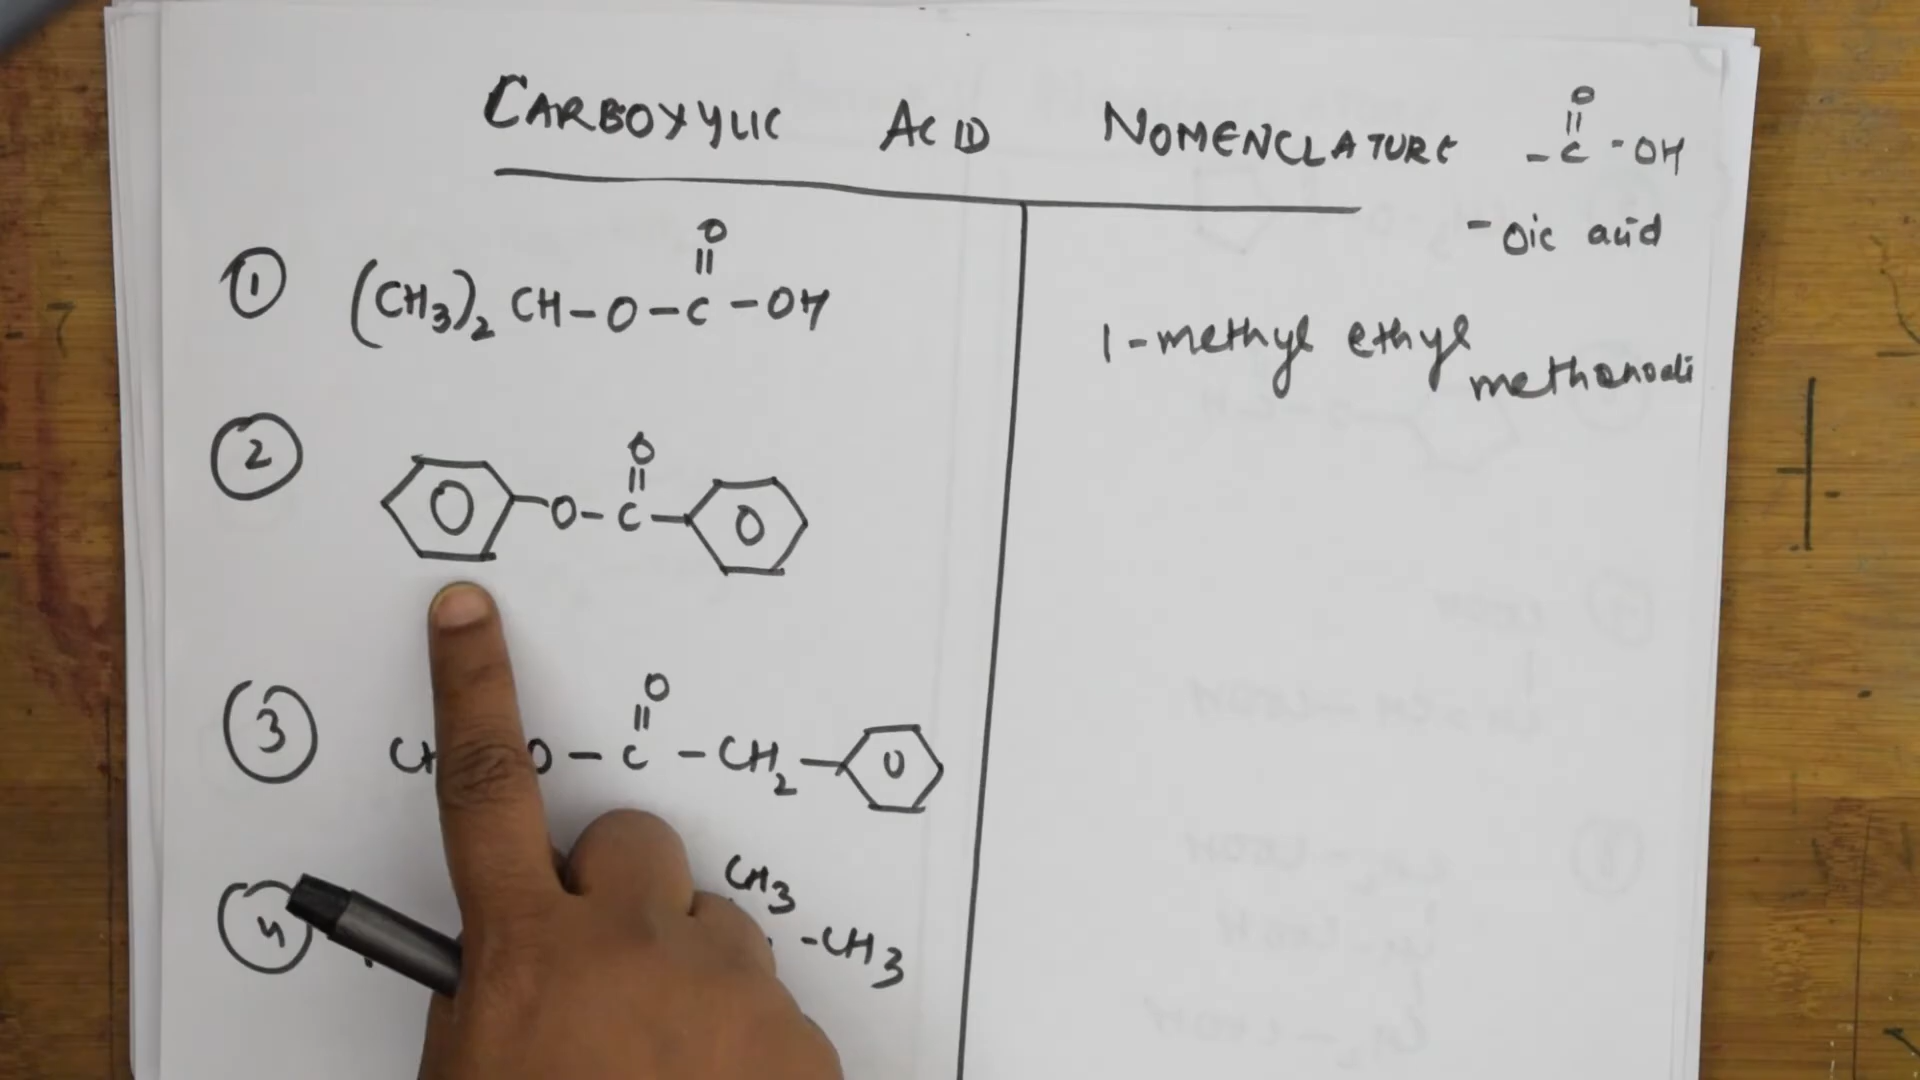 CARBOXYLIC ACID NOMENCLATURE
O
||
-C-OH
-oic acid
① (CH3)2 CH-O-C-OH
O
||
1-methyl ethyl
methanodi
② O-C
O
||
③ O-C-CH2
O
||
④
CH3
-CH3